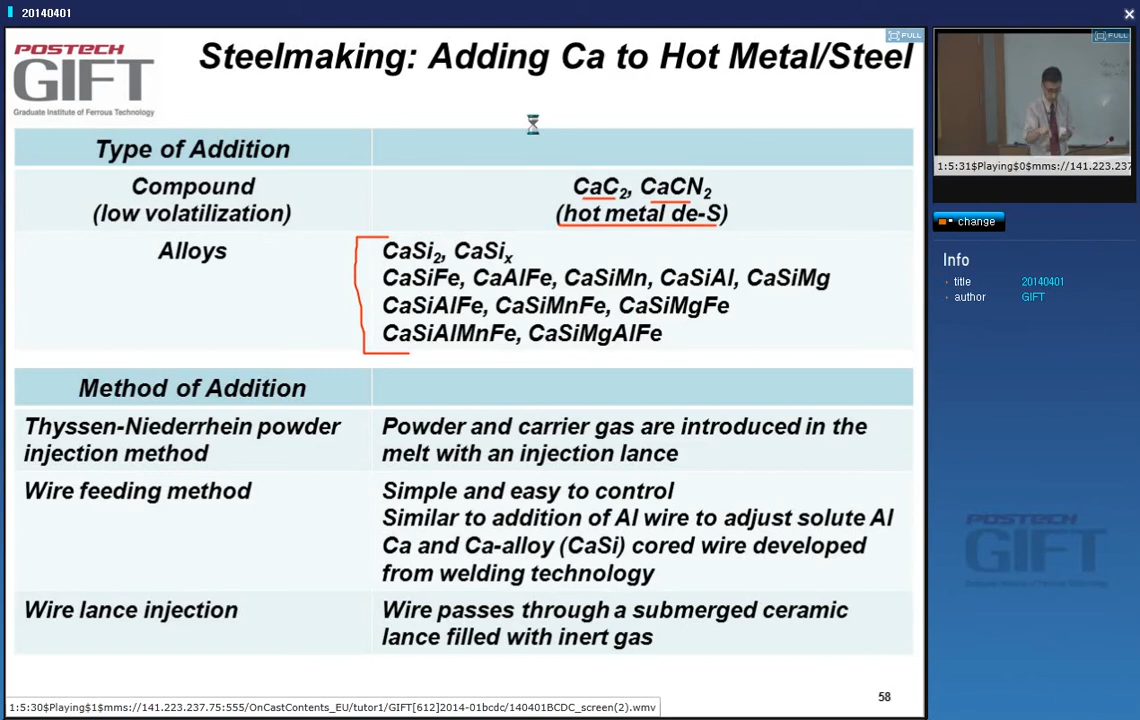 20140401
POSTECH
GIFT
Graduate Institute of Ferrous Technology
Steelmaking: Adding Ca to Hot Metal/Steel
FULL
FULL
Type of Addition
Compound
(low volatilization)
CaC2, CaCN2
(hot metal de-S)
Alloys
CaSi2, CaSix
CaSiFe, CaAlFe, CaSiMn, CaSiAl, CaSiMg
CaSiAlFe, CaSiMnFe, CaSiMgFe
CaSiAlMnFe, CaSiMgAlFe
Method of Addition
Thyssen-Niederrhein powder
injection method
Powder and carrier gas are introduced in the
melt with an injection lance
Wire feeding method
Simple and easy to control
Similar to addition of Al wire to adjust solute Al
Ca and Ca-alloy (CaSi) cored wire developed
from welding technology
Wire lance injection
Wire passes through a submerged ceramic
lance filled with inert gas
58
1:5:30$Playing$1$mms://141.223.237.75:555/OnCastContents_EU/tutor1/GIFT[612]2014-01bcdc/140401BCDC_screen(2).wmv
1:5:31$Playing$0$mms://141.223.237
change
Info
title 20140401
author GIFT
POSTECH
GIFT